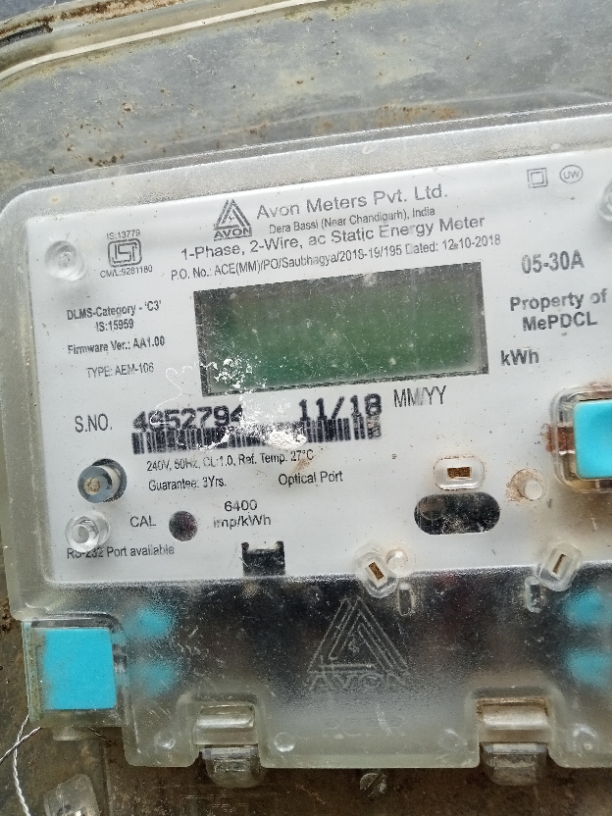 AVON
Avon Meters Pvt. Ltd.
Dera Bassi (Near Chandigarh), India
1-Phase, 2-Wire, ac Static Energy Meter
P.O. No.: ACE(MM)/PO/Saubhagya/2018-19/195 Dated: 12-10-2018
UW
IS:13779
CM/L:9281180
05-30A
DLMS-Category - 'C3'
IS:15959
Property of
MePDCL
Firmware Ver.: AA1.00
TYPE: AEM-106
kWh
S.NO. 4952794 11/18 MM/YY
240V, 50Hz, CL-1.0, Ref. Temp. 27°C
Guarantee: 3Yrs. Optical Port
CAL
6400
imp/kWh
RS-232 Port available
AVON